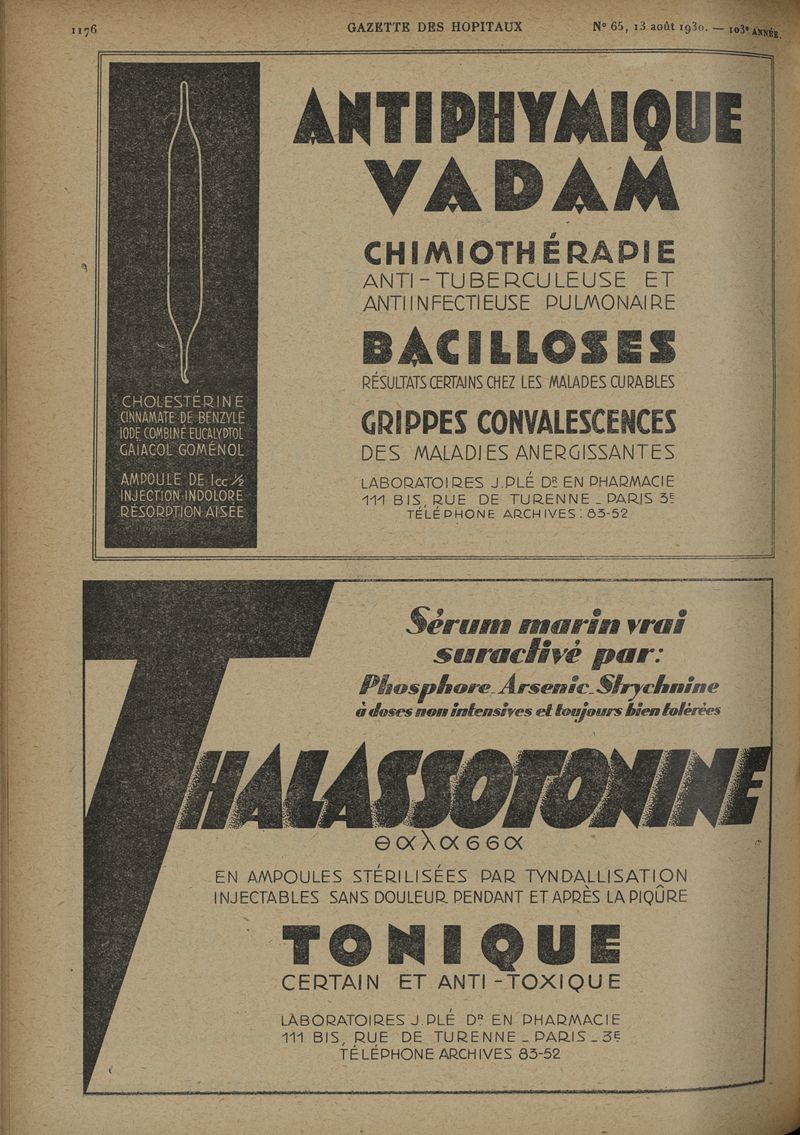 1176
GAZETTE DES HOPITAUX
N° 65, 13 août 1930. — 103e ANNÉE.
ANTIPHYMIQUE
VADAM
CHIMIOTHÉRAPIE
ANTI-TUBERCULEUSE ET
ANTIINFECTIEUSE PULMONAIRE
BACILLOSES
RÉSULTATS CERTAINS CHEZ LES MALADES CURABLES
GRIPPES CONVALESCENCES
DES MALADIES ANERGISSANTES
LABORATOIRES J. PLÉ DR EN PHARMACIE
111 BIS, RUE DE TURENNE _ PARIS 3E
TÉLÉPHONE ARCHIVES : 83-52
CHOLESTÉRINE
CINNAMATE DE BENZYLE
IODE COMBINÉ EUCALYPTOL
GAIACOL GOMÉNOL
AMPOULE DE 1cc ½
INJECTION INDOLORE
RÉSORPTION AISÉE
Sérum marin vrai
suractivé par:
Phosphore_Arsenic_Strychnine
à doses non intensives et toujours bien tolérées
THALASSOTONINE
θαλασσα
EN AMPOULES STÉRILISÉES PAR TYNDALLISATION
INJECTABLES SANS DOULEUR PENDANT ET APRÈS LA PIQÛRE
TONIQUE
CERTAIN ET ANTI-TOXIQUE
LABORATOIRES J. PLÉ DR EN PHARMACIE
111 BIS, RUE DE TURENNE _ PARIS _ 3E
TÉLÉPHONE ARCHIVES 83-52